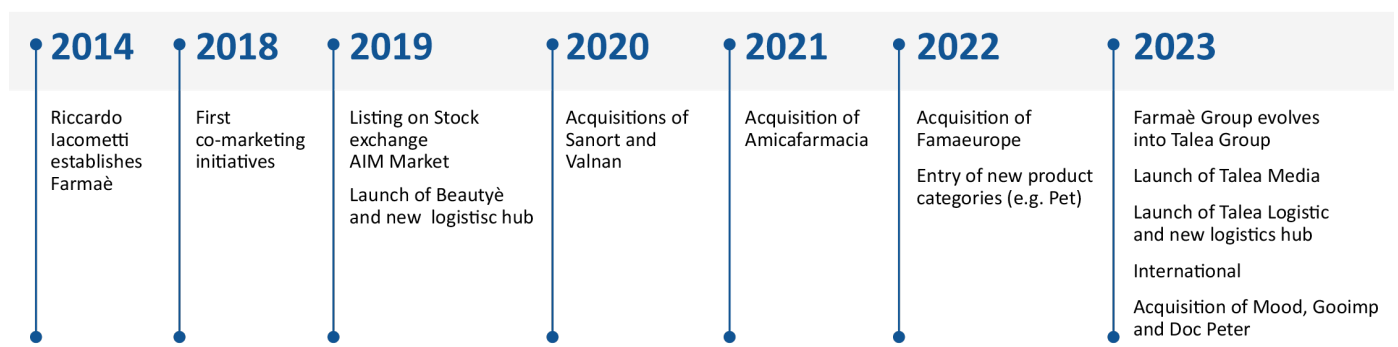 2014
Riccardo
Iacometti
establishes
Farmaè
2018
First
co-marketing
initiatives
2019
Listing on Stock
exchange
AIM Market
Launch of Beautyè
and new logistisc hub
2020
Acquisitions of
Sanort and
Valnan
2021
Acquisition of
Amicafarmacia
2022
Acquisition of
Famaeurope
Entry of new product
categories (e.g. Pet)
2023
Farmaè Group evolves
into Talea Group
Launch of Talea Media
Launch of Talea Logistic
and new logistics hub
International
Acquisition of Mood, Gooimp
and Doc Peter